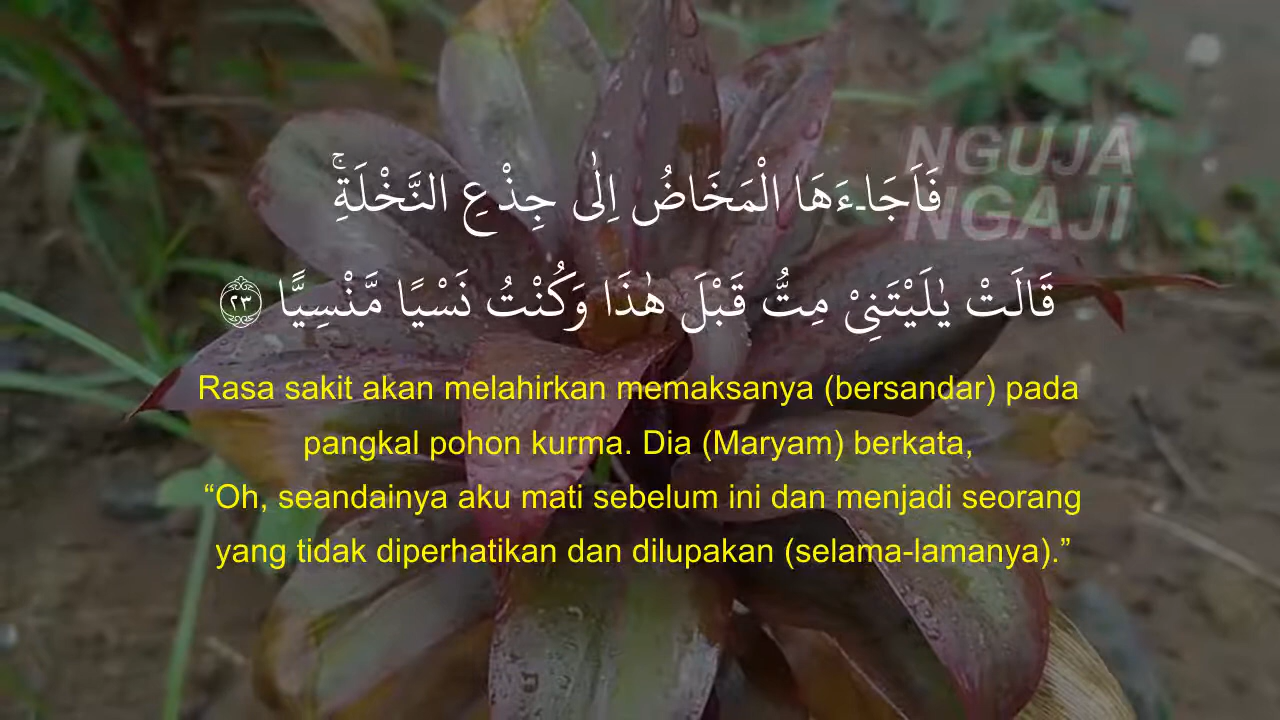 NGUJA
NGAJI
فَاَجَاۤءَهَا الْمَخَاضُ اِلٰى جِذْعِ النَّخْلَةِۚ
قَالَتْ يٰلَيْتَنِيْ مِتُّ قَبْلَ هٰذَا وَكُنْتُ نَسْيًا مَّنْسِيًّا ٢٣
Rasa sakit akan melahirkan memaksanya (bersandar) pada
pangkal pohon kurma. Dia (Maryam) berkata,
“Oh, seandainya aku mati sebelum ini dan menjadi seorang
yang tidak diperhatikan dan dilupakan (selama-lamanya).”